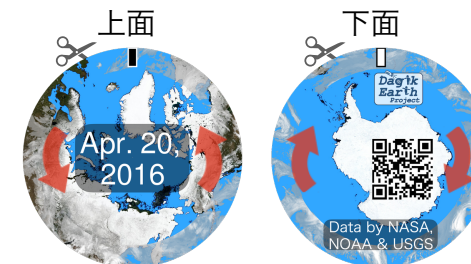 上面
下面
Apr. 20,
2016
Dagik
Earth
Project
Data by NASA,
NOAA & USGS